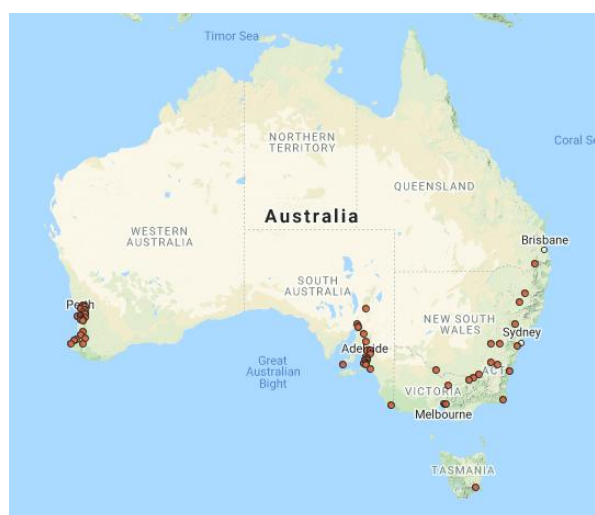 Timor Sea
NORTHERN
TERRITORY
Coral Se
QUEENSLAND
Australia
WESTERN
AUSTRALIA
Brisbane
SOUTH
AUSTRALIA
Perth
NEW SOUTH
WALES
Sydney
Adelaide
Great
Australian
Bight
ACT
VICTORIA
Melbourne
TASMANIA